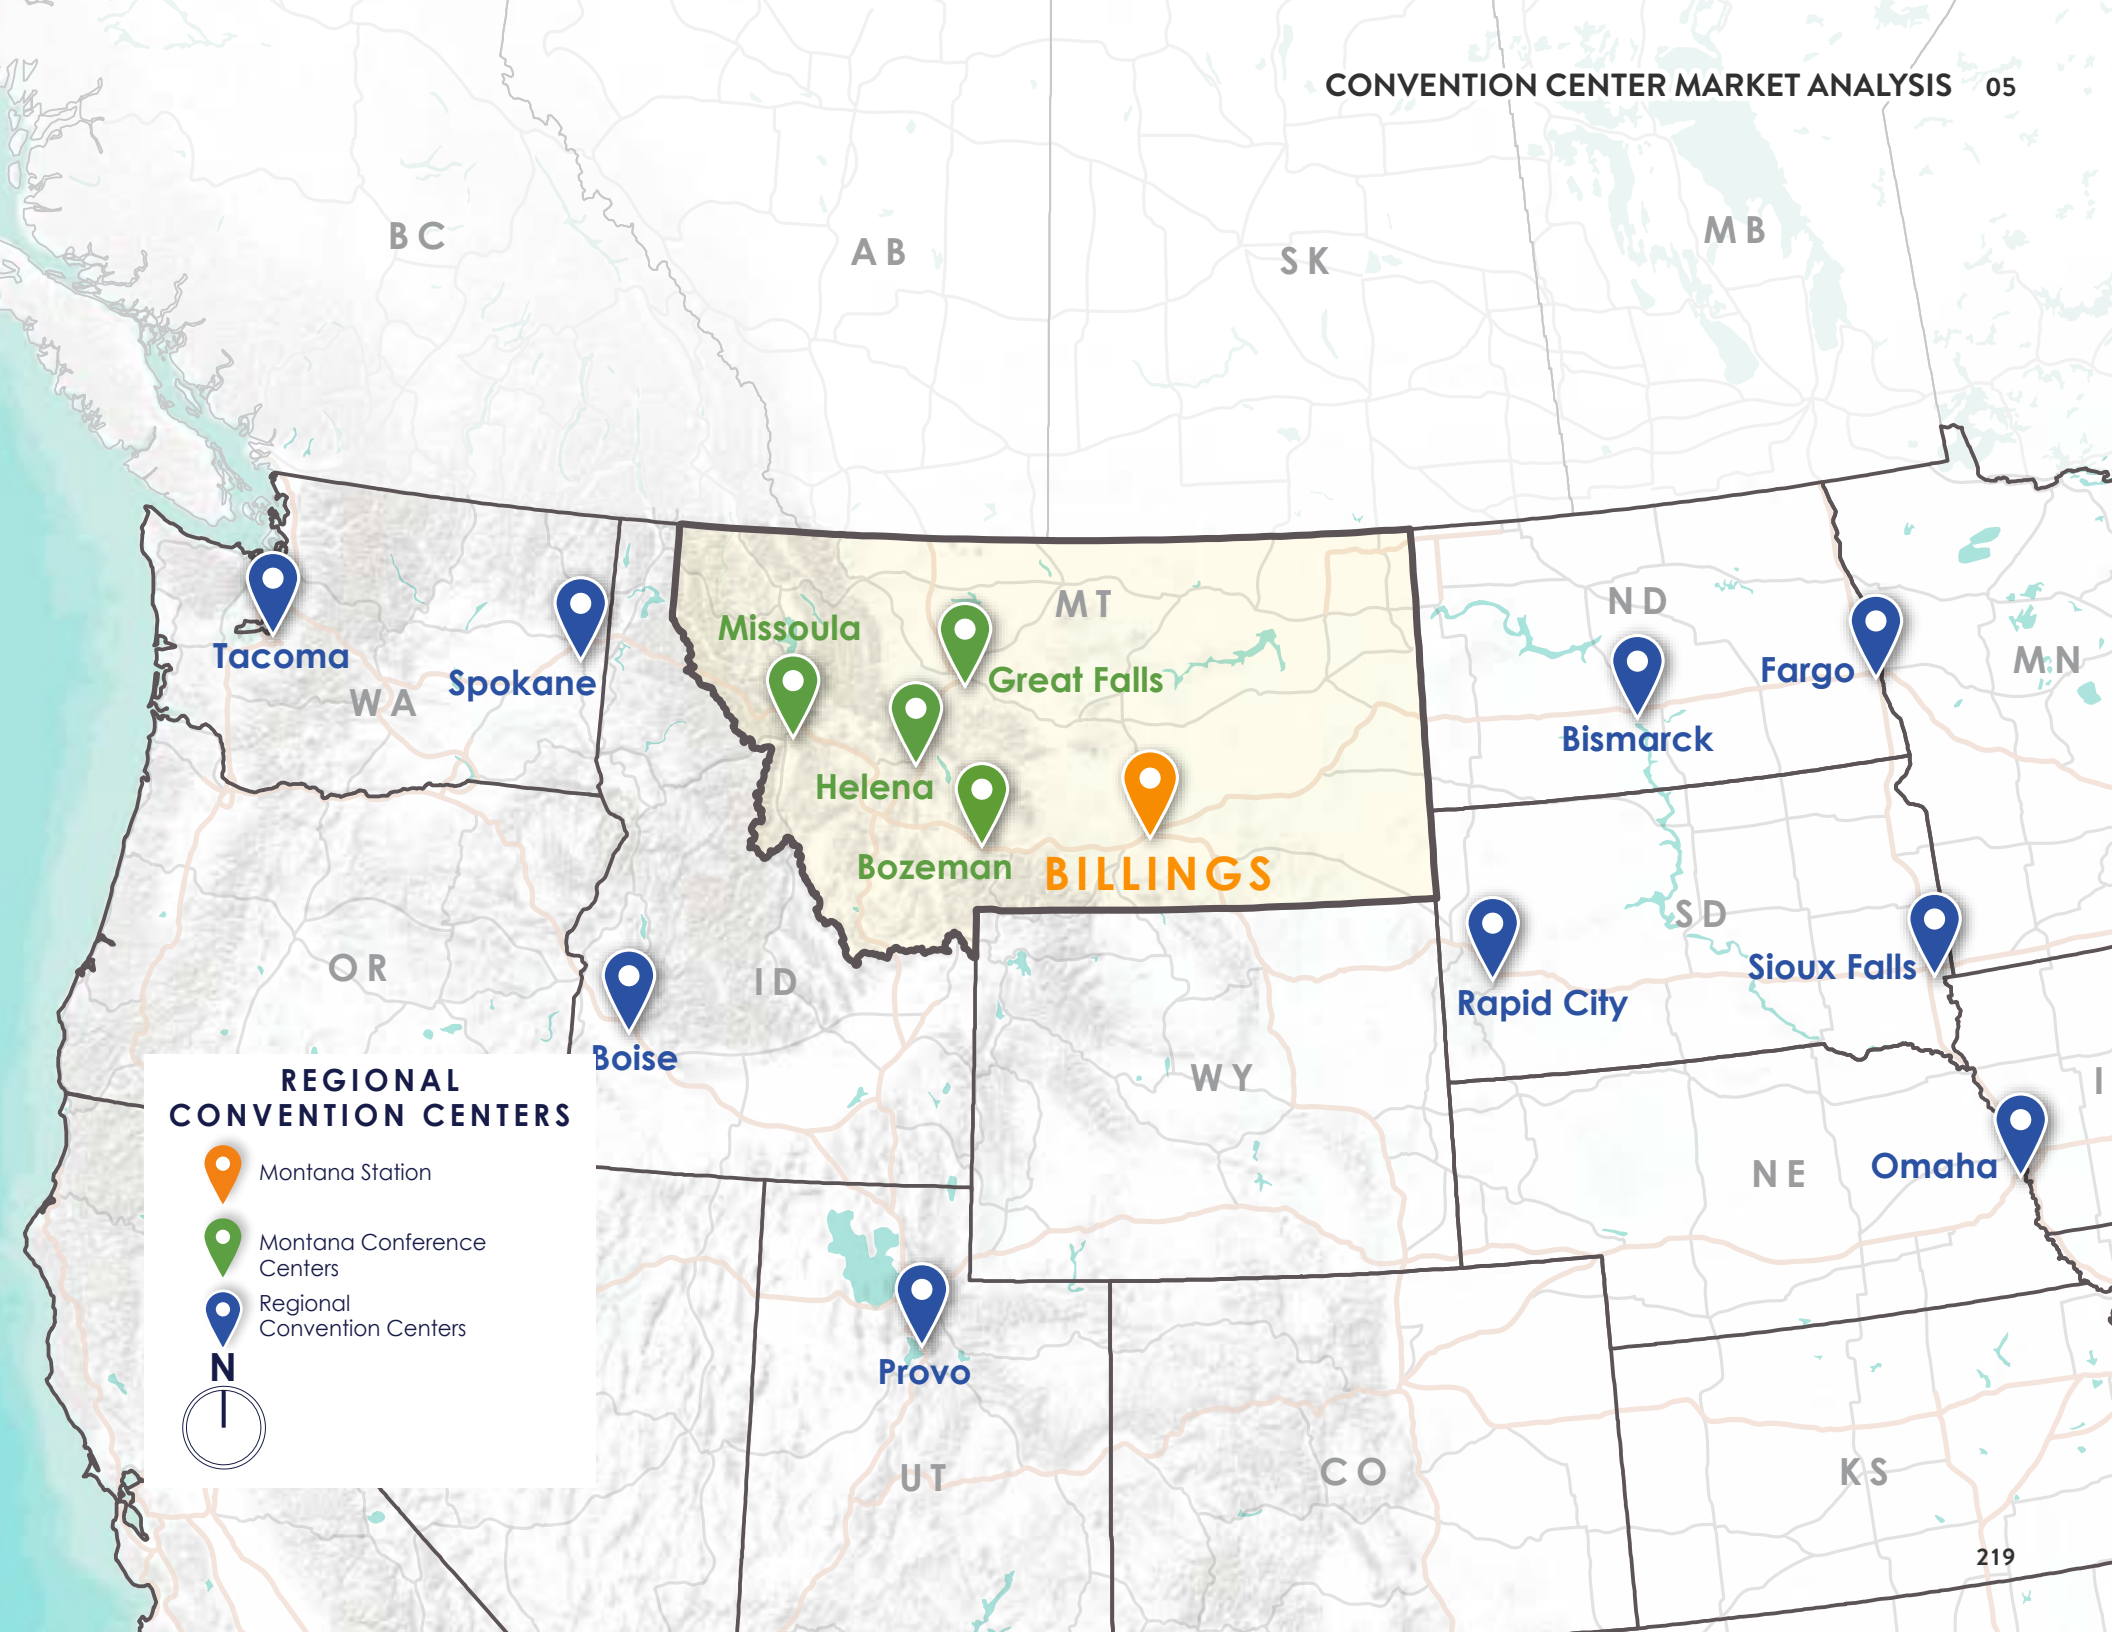 CONVENTION CENTER MARKET ANALYSIS 05
BC
AB
SK
MB
MT
ND
MN
Missoula
Great Falls
Tacoma
Spokane
WA
Fargo
Bismarck
Helena
Bozeman
BILLINGS
SD
OR
ID
Sioux Falls
Rapid City
Boise
WY
I
NE
Omaha
REGIONAL
CONVENTION CENTERS
Montana Station
Montana Conference
Centers
Regional
Convention Centers
N
Provo
UT
CO
KS
219